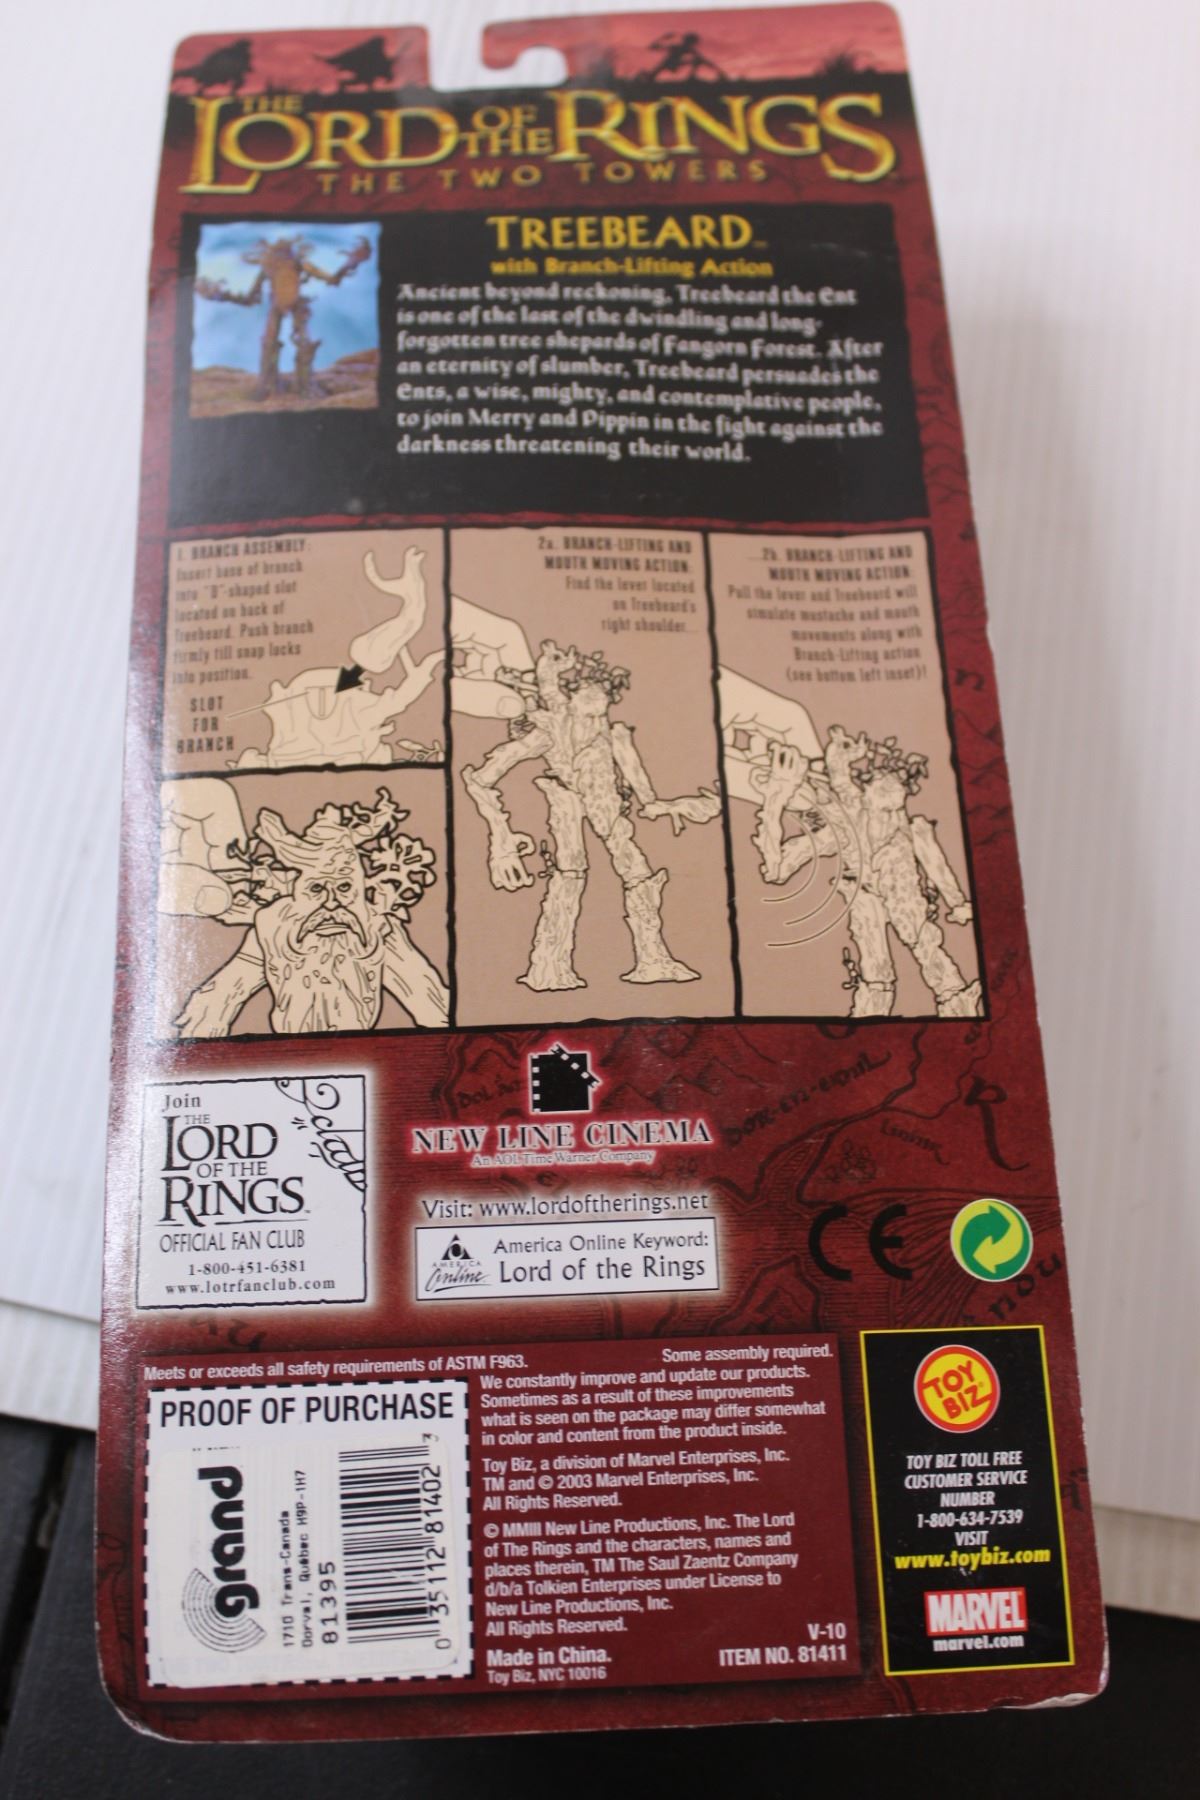 THE
LORD OF THE RINGS
THE TWO TOWERS
TREEBEARD™
with Branch-Lifting Action
Ancient beyond reckoning, Treebeard the Ent
is one of the last of the dwindling and long-
forgotten tree shepards of Fangorn Forest. After
an eternity of slumber, Treebeard persuades the
Ents, a wise, mighty, and contemplative people,
to join Merry and Pippin in the fight against the
darkness threatening their world.
1. BRANCH ASSEMBLY:
Insert base of branch
into "D"-shaped slot
located on back of
Treebeard. Push branch
firmly till snap locks
into position.
SLOT
FOR
BRANCH
2a. BRANCH-LIFTING AND
MOUTH MOVING ACTION:
Find the lever located
on Treebeard's
right shoulder...
...2b. BRANCH-LIFTING AND
MOUTH MOVING ACTION:
Pull the lever and Treebeard will
simulate mustache and mouth
movements along with
Branch-Lifting action
(see bottom left inset)!
Join
THE
LORD
OF THE
RINGS™
OFFICIAL FAN CLUB
1-800-451-6381
www.lotrfanclub.com
NEW LINE CINEMA
An AOL Time Warner Company
Visit: www.lordoftherings.net
AMERICA
Online
America Online Keyword:
Lord of the Rings
CE
Meets or exceeds all safety requirements of ASTM F963.
Some assembly required.
PROOF OF PURCHASE
grand
1710 Trans-Canada
Dorval, Quebec H9P-1H7
81395
0 35112 81402 3
We constantly improve and update our products.
Sometimes as a result of these improvements
what is seen on the package may differ somewhat
in color and content from the product inside.
Toy Biz, a division of Marvel Enterprises, Inc.
TM and © 2003 Marvel Enterprises, Inc.
All Rights Reserved.
© MMIII New Line Productions, Inc. The Lord
of The Rings and the characters, names and
places therein, TM The Saul Zaentz Company
d/b/a Tolkien Enterprises under License to
New Line Productions, Inc.
All Rights Reserved.
Made in China.
Toy Biz, NYC 10016
V-10
ITEM NO. 81411
TOY
BIZ
TOY BIZ TOLL FREE
CUSTOMER SERVICE
NUMBER
1-800-634-7539
VISIT
www.toybiz.com
MARVEL
marvel.com